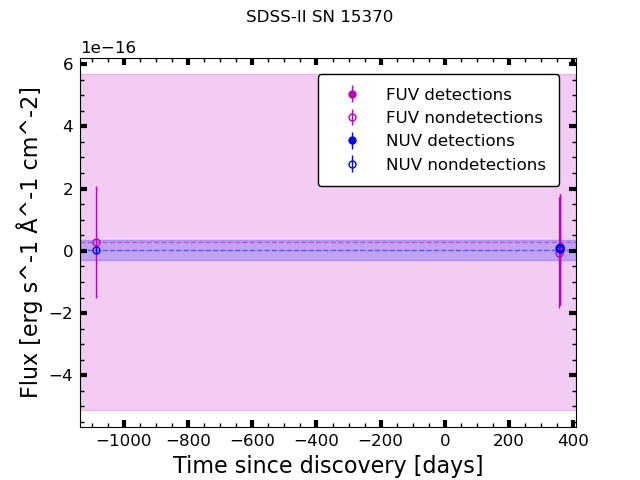 SDSS-II SN 15370
1e−16
6
4
2
0
−2
−4
Flux [erg s^-1 Å^-1 cm^-2]
FUV detections
FUV nondetections
NUV detections
NUV nondetections
−1000 −800 −600 −400 −200 0 200 400
Time since discovery [days]